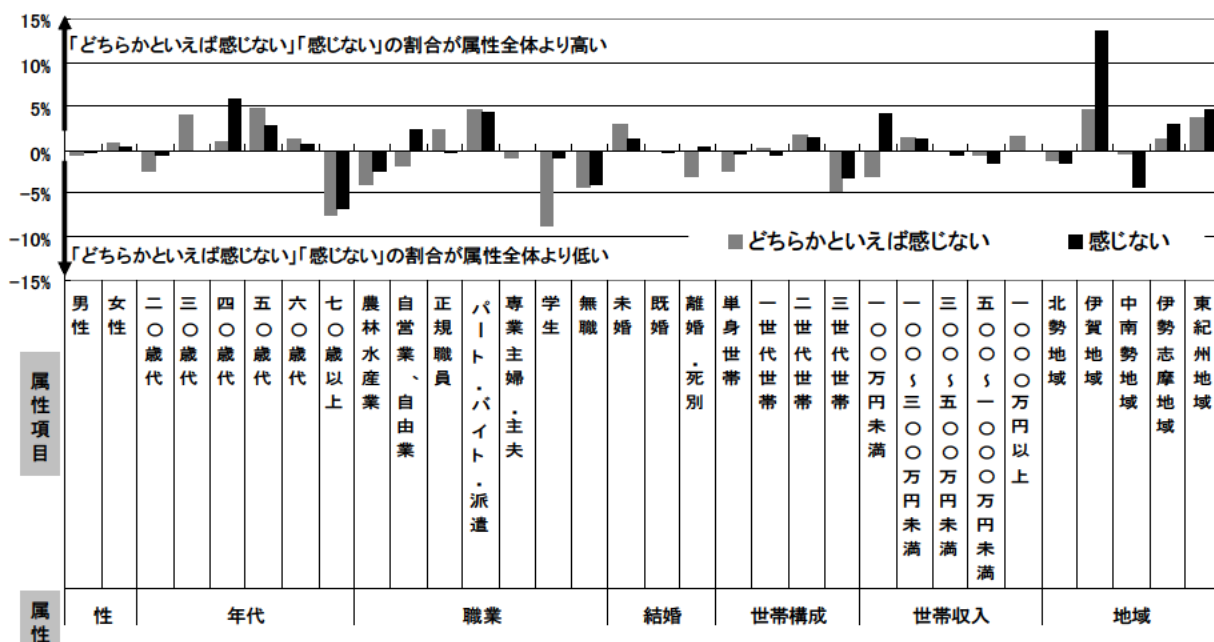 15%
「どちらかといえば感じない」「感じない」の割合が属性全体より高い
10%
5%
0%
-5%
-10%
■どちらかといえば感じない ■感じない
「どちらかといえば感じない」「感じない」の割合が属性全体より低い
-15%
属性項目
男性
女性
二〇歳代
三〇歳代
四〇歳代
五〇歳代
六〇歳代
七〇歳以上
農林水産業
自営業、自由業
正規職員
パート・バイト・派遣
専業主婦・主夫
学生
無職
未婚
既婚
離婚・死別
単身世帯
一世代世帯
二世代世帯
三世代世帯
一〇〇万円未満
一〇〇~三〇〇万円未満
三〇〇~五〇〇万円未満
五〇〇~一〇〇〇万円未満
一〇〇〇万円以上
北勢地域
伊賀地域
中南勢地域
伊勢志摩地域
東紀州地域
属性
性
年代
職業
結婚
世帯構成
世帯収入
地域